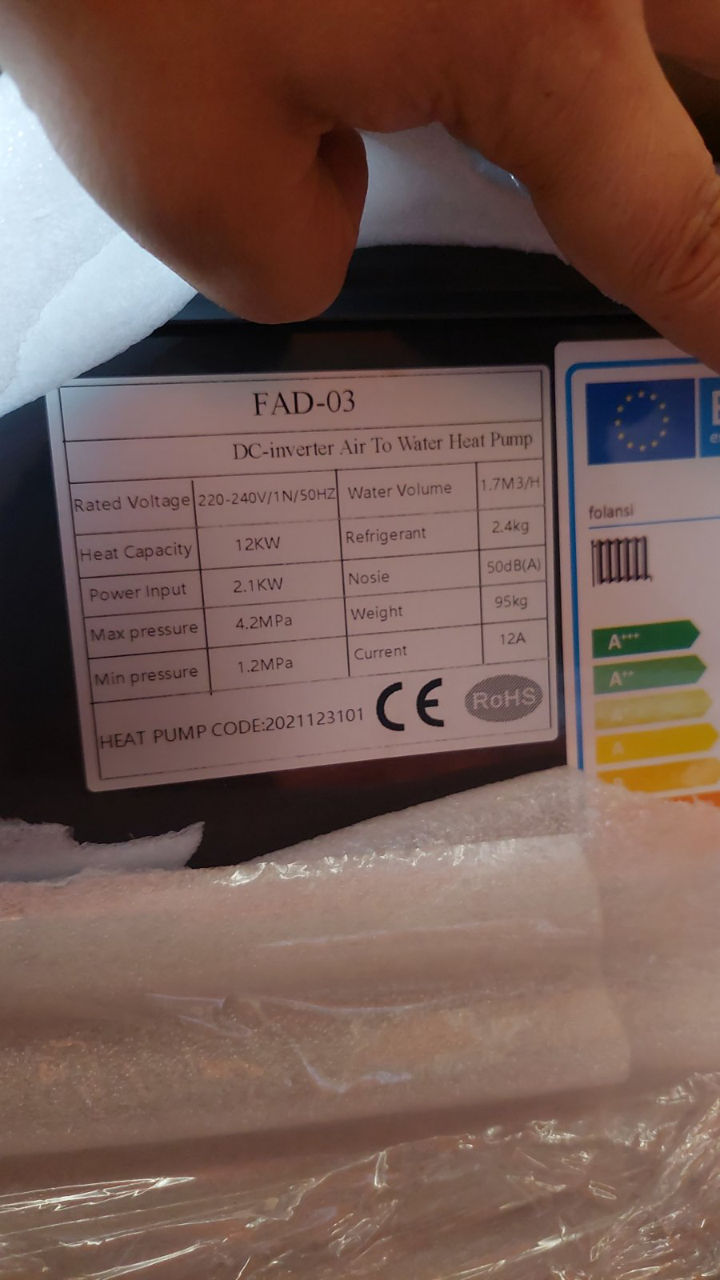 FAD-03
DC-inverter Air To Water Heat Pump
Rated Voltage 220-240V/1N/50HZ Water Volume 1.7M3/H
Heat Capacity 12KW Refrigerant 2.4kg
Power Input 2.1KW Nosie 50dB(A)
Max pressure 4.2MPa Weight 95kg
Min pressure 1.2MPa Current 12A
HEAT PUMP CODE:2021123101 CE RoHS
folansi
A+++
A++
A